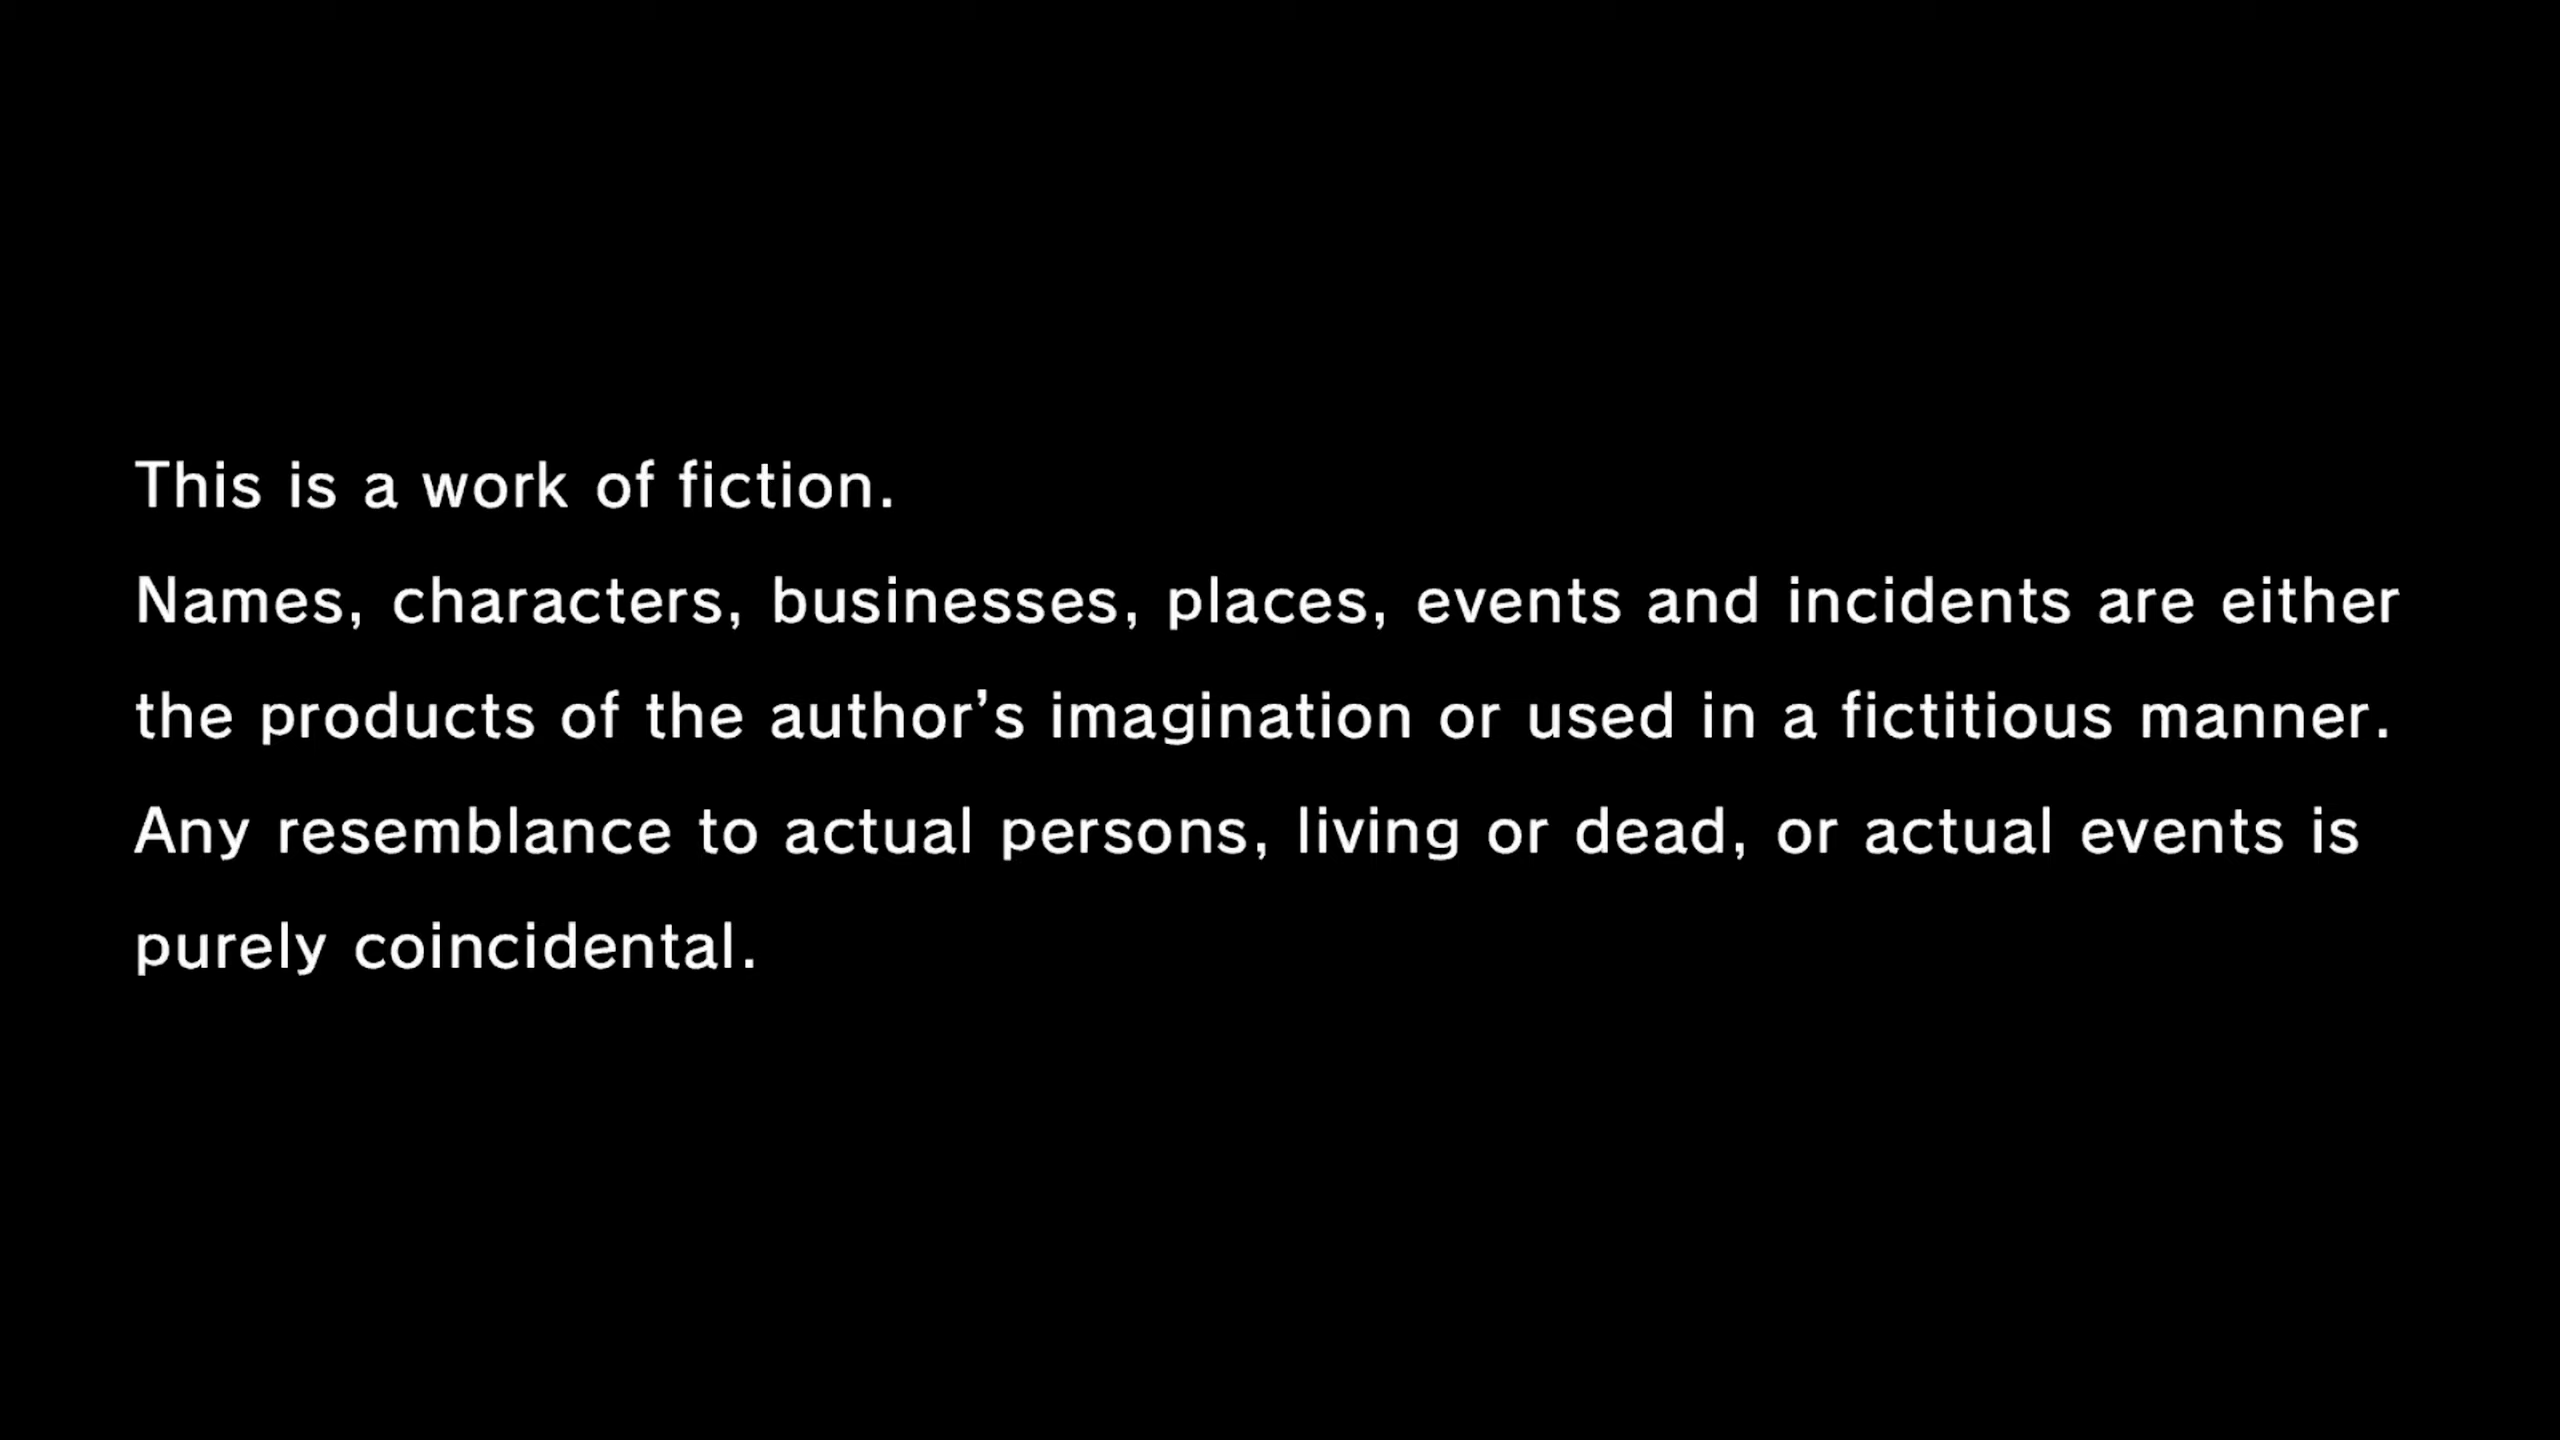 This is a work of fiction.
Names, characters, businesses, places, events and incidents are either
the products of the author’s imagination or used in a fictitious manner.
Any resemblance to actual persons, living or dead, or actual events is
purely coincidental.